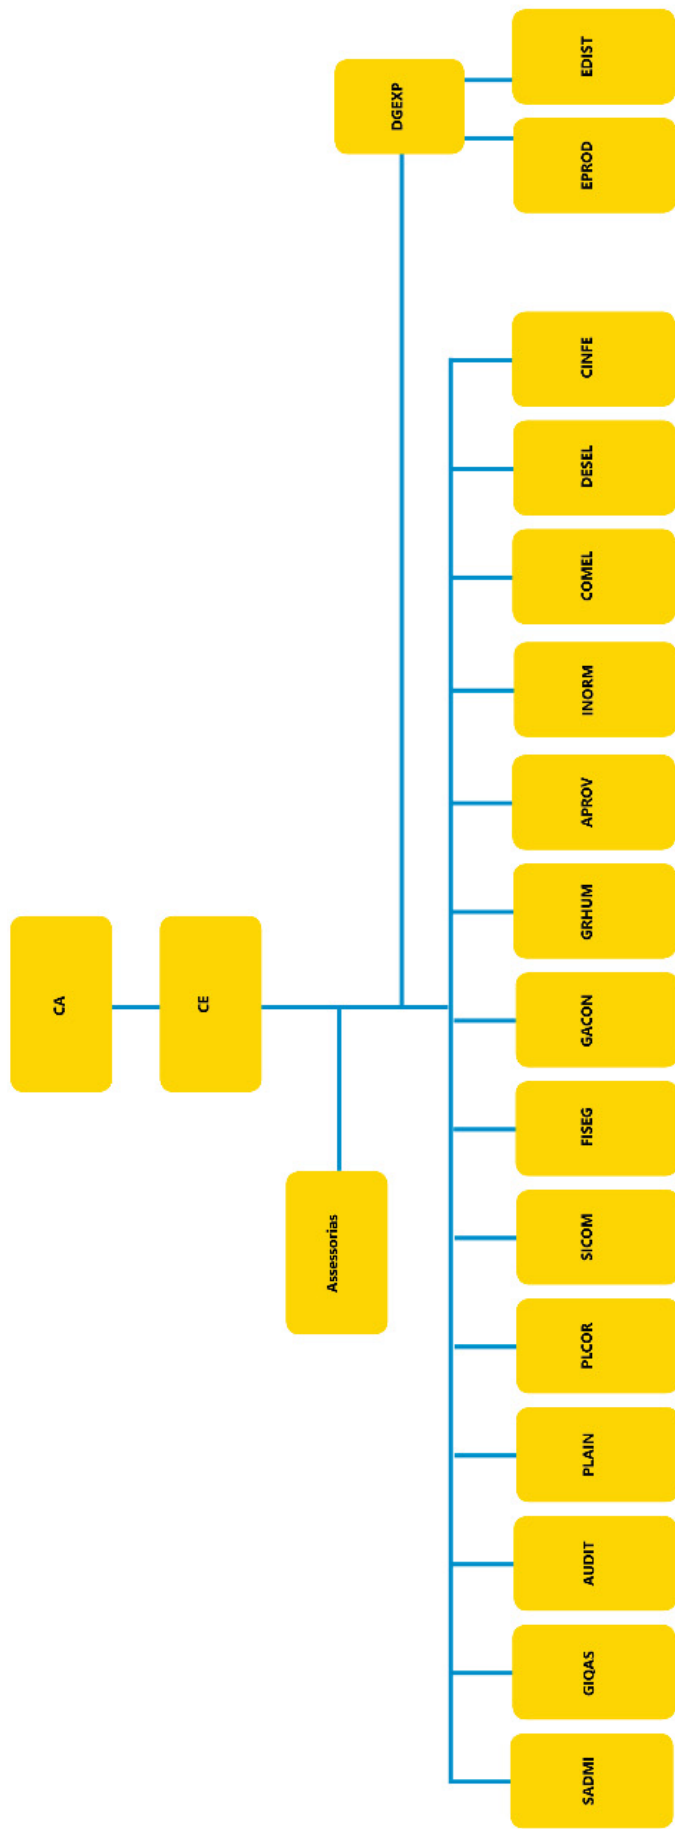 CA
CE
Assessorias
DGEXP
SADMI
GIQAS
AUDIT
PLAIN
PLCOR
SICOM
FISEG
GACON
GRHUM
APROV
INORM
COMEL
DESEL
CINFE
EPROD
EDIST